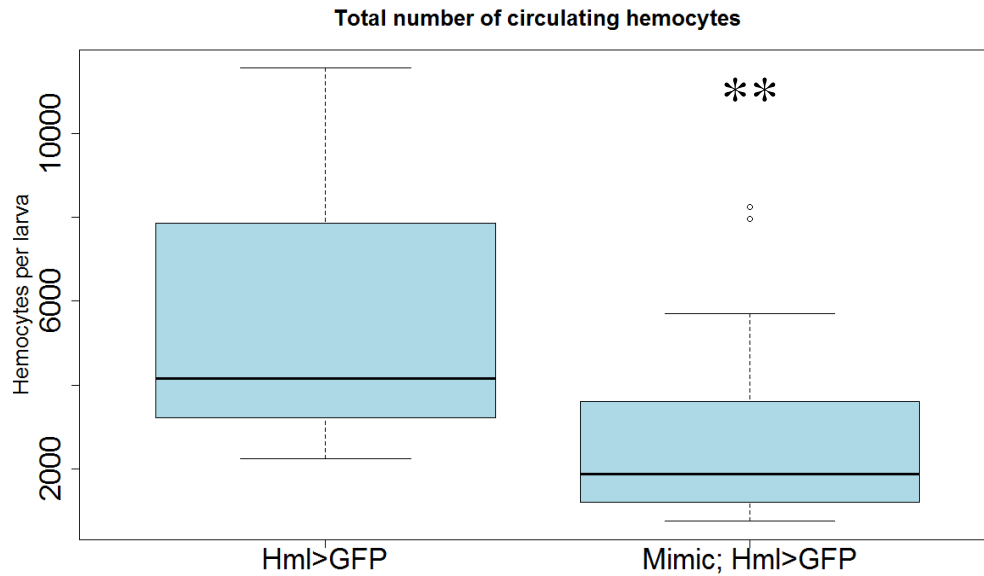 Total number of circulating hemocytes
Hemocytes per larva
10000
6000
2000
**
Hml>GFP
Mimic; Hml>GFP